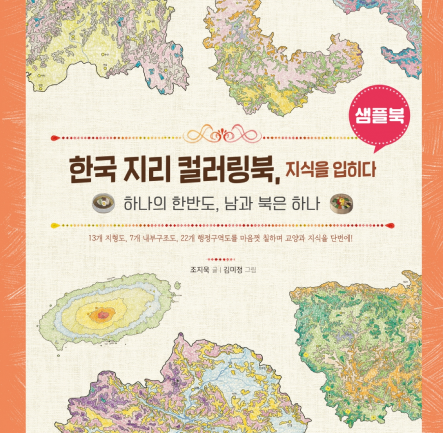 샘플북
한국 지리 컬러링북, 지식을 입히다
하나의 한반도, 남과 북은 하나
13개 지형도, 7개 내부구조도, 22개 행정구역도를 마음껏 칠하며 교양과 지식을 단번에!
조지욱 글 | 김미정 그림